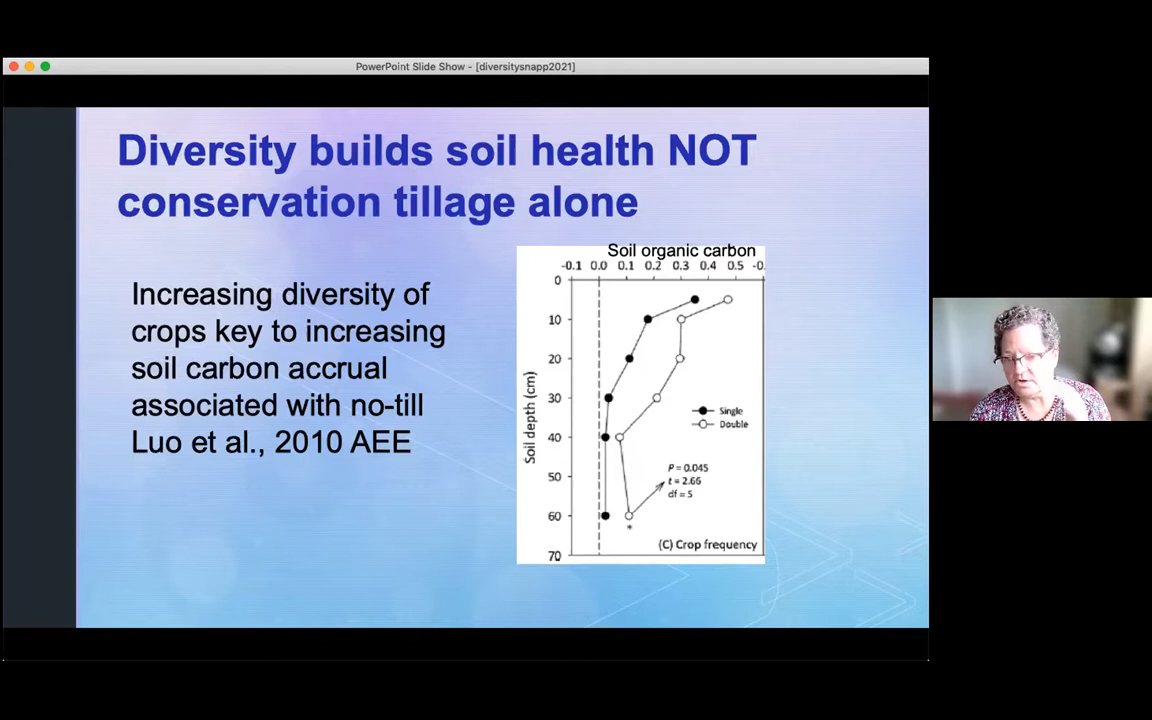 PowerPoint Slide Show - [diversitysnapp2021]
Diversity builds soil health NOT
conservation tillage alone
Increasing diversity of
crops key to increasing
soil carbon accrual
associated with no-till
Luo et al., 2010 AEE
Soil organic carbon
-0.1 0.0 0.1 0.2 0.3 0.4 0.5 -0.
0
10
20
30
40
50
60
70
Soil depth (cm)
Single
Double
P = 0.045
t = 2.66
df = 5
*
(C) Crop frequency